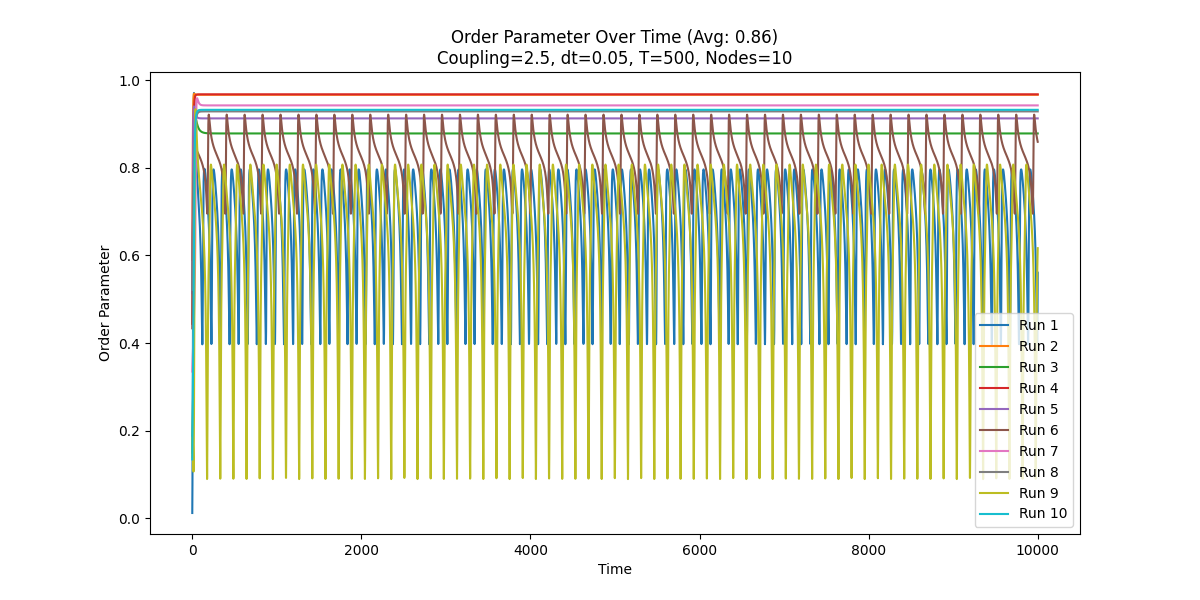 Order Parameter Over Time (Avg: 0.86)
Coupling=2.5, dt=0.05, T=500, Nodes=10
Order Parameter
1.0
0.8
0.6
0.4
0.2
0.0
0
2000
4000
6000
8000
10000
Time
Run 1
Run 2
Run 3
Run 4
Run 5
Run 6
Run 7
Run 8
Run 9
Run 10